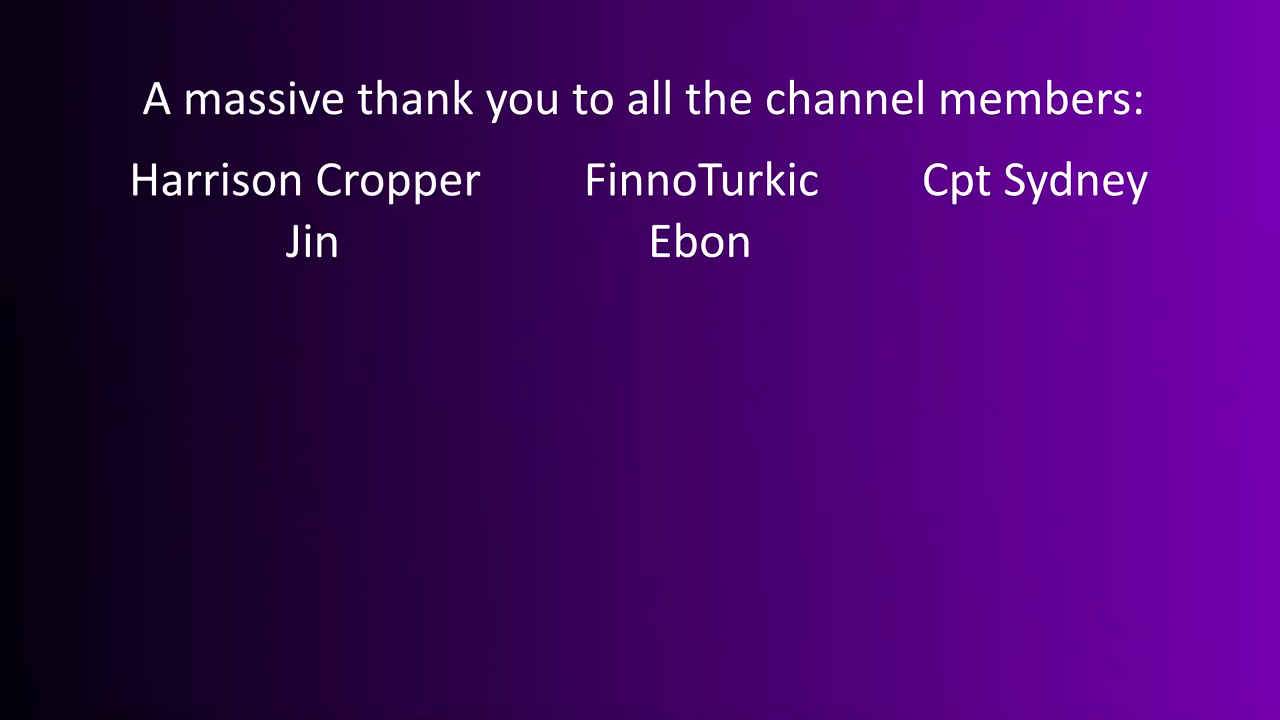 A massive thank you to all the channel members:
Harrison Cropper FinnoTurkic Cpt Sydney
Jin Ebon